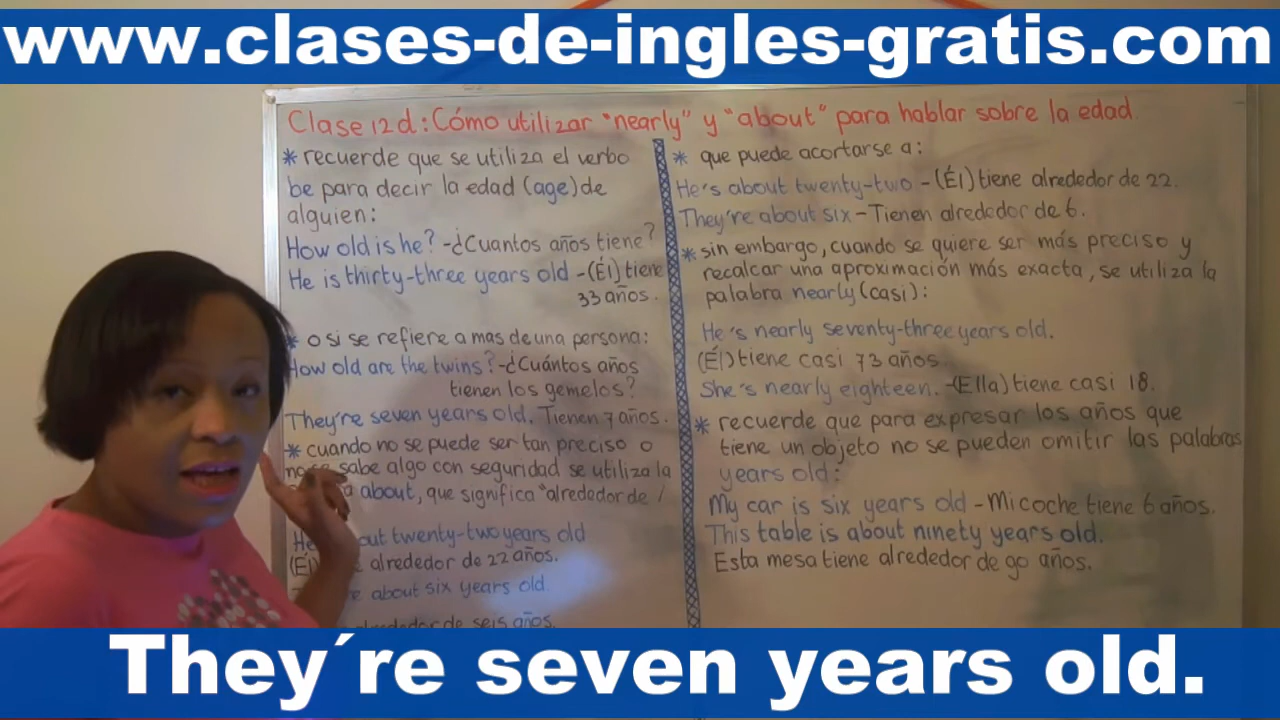 www.clases-de-ingles-gratis.com
Clase 12d: Cómo utilizar "nearly" y "about" para hablar sobre la edad.
* recuerde que se utiliza el verbo
be para decir la edad (age) de
alguien:
How old is he? - ¿Cuantos años tiene?
He is thirty-three years old - (Él) tiene
33 años.
* o si se refiere a mas de una persona:
How old are the twins? - ¿Cuántos años
tienen los gemelos?
They're seven years old. Tienen 7 años.
* cuando no se puede ser tan preciso o
no se sabe algo con seguridad se utiliza la
about, que significa "alrededor de /
twenty-two years old
(Él) alrededor de 22 años.
about six years old.
de seis años.
* que puede acortarse a:
He's about twenty-two - (Él) tiene alrededor de 22.
They're about six - Tienen alrededor de 6.
* sin embargo, cuando se quiere ser más preciso y
recalcar una aproximación más exacta, se utiliza la
palabra nearly (casi):
He's nearly seventy-three years old.
(Él) tiene casi 73 años
She's nearly eighteen. - (Ella) tiene casi 18.
* recuerde que para expresar los años que
tiene un objeto no se pueden omitir las palabras
years old:
My car is six years old - Mi coche tiene 6 años.
This table is about ninety years old.
Esta mesa tiene alrededor de 90 años.
They´re seven years old.